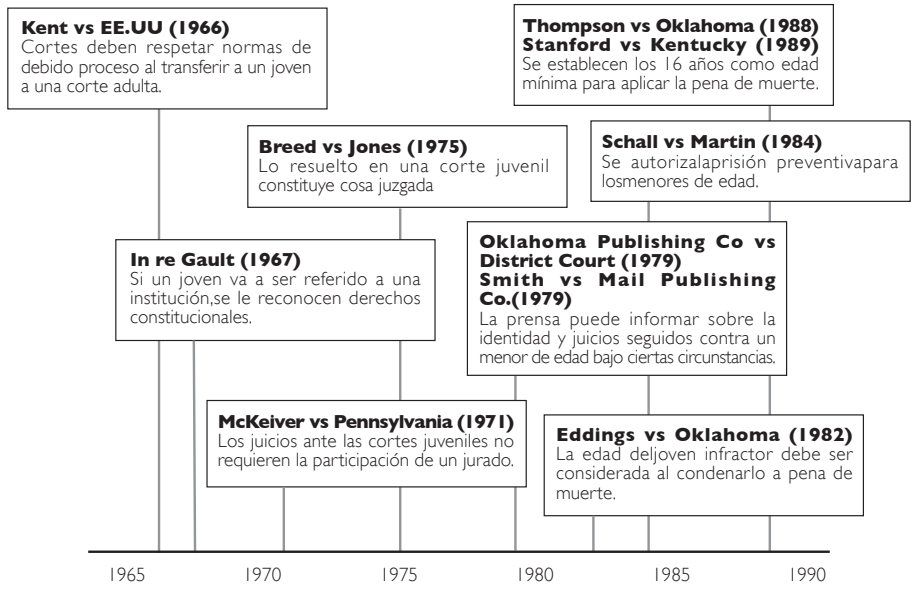 Kent vs EE.UU (1966)
Cortes deben respetar normas de
debido proceso al transferir a un joven
a una corte adulta.
Thompson vs Oklahoma (1988)
Stanford vs Kentucky (1989)
Se establecen los 16 años como edad
mínima para aplicar la pena de muerte.
Breed vs Jones (1975)
Lo resuelto en una corte juvenil
constituye cosa juzgada
Schall vs Martin (1984)
Se autorizalaprisión preventivapara
losmenores de edad.
In re Gault (1967)
Si un joven va a ser referido a una
institución,se le reconocen derechos
constitucionales.
Oklahoma Publishing Co vs
District Court (1979)
Smith vs Mail Publishing
Co.(1979)
La prensa puede informar sobre la
identidad y juicios seguidos contra un
menor de edad bajo ciertas circunstancias.
McKeiver vs Pennsylvania (1971)
Los juicios ante las cortes juveniles no
requieren la participación de un jurado.
Eddings vs Oklahoma (1982)
La edad deljoven infractor debe ser
considerada al condenarlo a pena de
muerte.
1965 1970 1975 1980 1985 1990